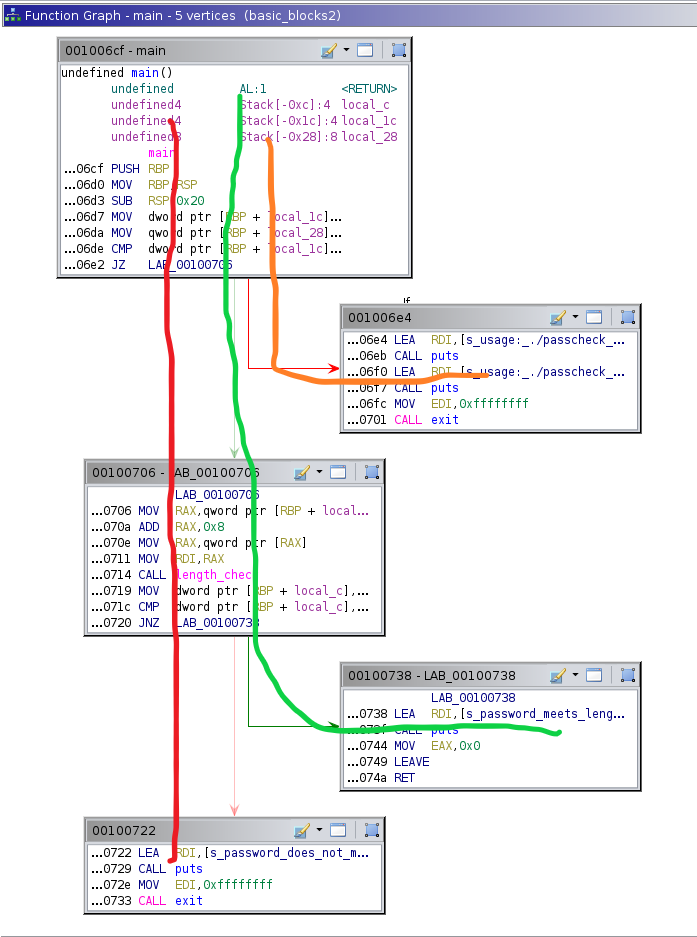 Function Graph - main - 5 vertices (basic_blocks2)
001006cf - main
undefined main()
undefined AL:1 <RETURN>
undefined4 Stack[-0xc]:4 local_c
undefined4 Stack[-0x1c]:4 local_1c
undefined8 Stack[-0x28]:8 local_28
main
...06cf PUSH RBP
...06d0 MOV RBP,RSP
...06d3 SUB RSP,0x20
...06d7 MOV dword ptr [RBP + local_1c]...
...06da MOV qword ptr [RBP + local_28]...
...06de CMP dword ptr [RBP + local_1c]...
...06e2 JZ LAB_00100706
001006e4
...06e4 LEA RDI,[s_usage:_./passcheck_...
...06eb CALL puts
...06f0 LEA RDI,[s_usage:_./passcheck_...
...06f7 CALL puts
...06fc MOV EDI,0xffffffff
...0701 CALL exit
00100706 - LAB_00100706
LAB_00100706
...0706 MOV RAX,qword ptr [RBP + local...
...070a ADD RAX,0x8
...070e MOV RAX,qword ptr [RAX]
...0711 MOV RDI,RAX
...0714 CALL length_check
...0719 MOV dword ptr [RBP + local_c],...
...071c CMP dword ptr [RBP + local_c],...
...0720 JNZ LAB_00100738
00100738 - LAB_00100738
LAB_00100738
...0738 LEA RDI,[s_password_meets_leng...
...073f CALL puts
...0744 MOV EAX,0x0
...0749 LEAVE
...074a RET
00100722
...0722 LEA RDI,[s_password_does_not_m...
...0729 CALL puts
...072e MOV EDI,0xffffffff
...0733 CALL exit